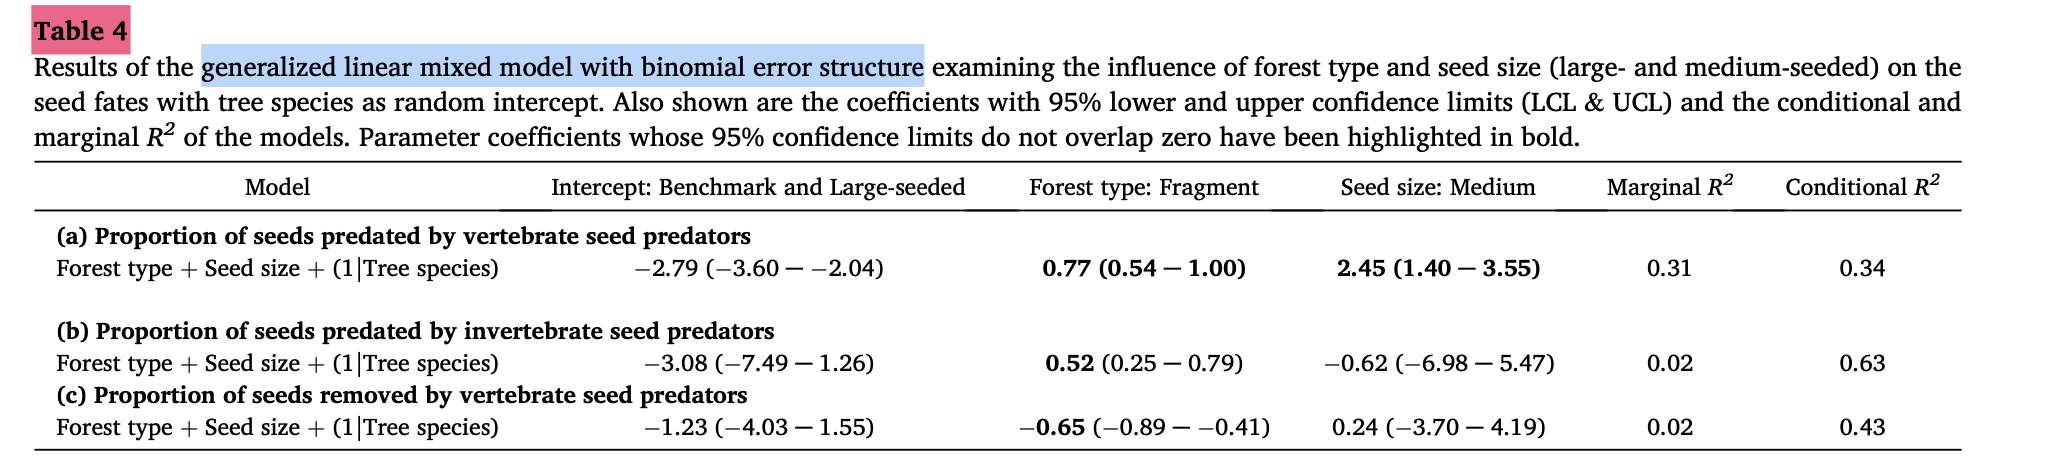 Table 4
Results of the generalized linear mixed model with binomial error structure examining the influence of forest type and seed size (large- and medium-seeded) on the
seed fates with tree species as random intercept. Also shown are the coefficients with 95% lower and upper confidence limits (LCL & UCL) and the conditional and
marginal R² of the models. Parameter coefficients whose 95% confidence limits do not overlap zero have been highlighted in bold.
Model Intercept: Benchmark and Large-seeded Forest type: Fragment Seed size: Medium Marginal R² Conditional R²
(a) Proportion of seeds predated by vertebrate seed predators
Forest type + Seed size + (1|Tree species) −2.79 (−3.60 — −2.04) 0.77 (0.54 — 1.00) 2.45 (1.40 — 3.55) 0.31 0.34
(b) Proportion of seeds predated by invertebrate seed predators
Forest type + Seed size + (1|Tree species) −3.08 (−7.49 — 1.26) 0.52 (0.25 — 0.79) −0.62 (−6.98 — 5.47) 0.02 0.63
(c) Proportion of seeds removed by vertebrate seed predators
Forest type + Seed size + (1|Tree species) −1.23 (−4.03 — 1.55) −0.65 (−0.89 — −0.41) 0.24 (−3.70 — 4.19) 0.02 0.43